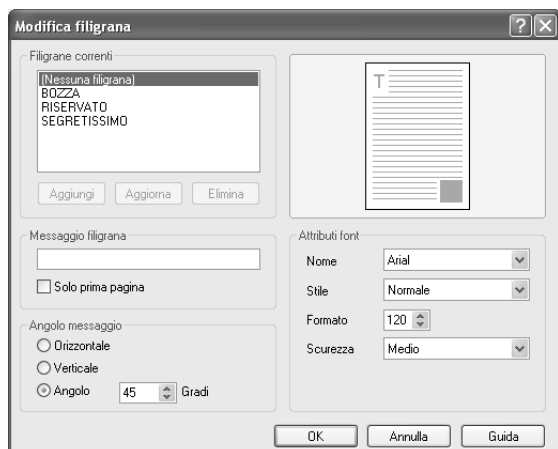 Modifica filigrana
Filigrane correnti
(Nessuna filigrana)
BOZZA
RISERVATO
SEGRETISSIMO
Aggiungi Aggiorna Elimina
T
Messaggio filigrana
Solo prima pagina
Angolo messaggio
Orizzontale
Verticale
Angolo 45 Gradi
Attributi font
Nome Arial
Stile Normale
Formato 120
Scurezza Medio
OK Annulla Guida